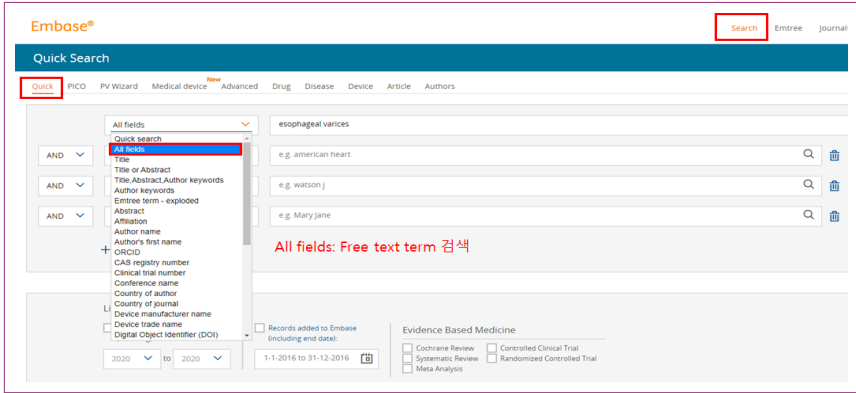 Embase®
Search Emtree Journals
Quick Search
Quick PICO PV Wizard Medical device New Advanced Drug Disease Device Article Authors
All fields esophageal varices
Quick search
All fields
Title
Title or Abstract
Title,Abstract,Author keywords
Author keywords
Emtree term - exploded
Abstract
Affiliation
Author name
Author's first name
ORCID
CAS registry number
Clinical trial number
Conference name
Country of author
Country of journal
Device manufacturer name
Device trade name
Digital Object Identifier (DOI)
AND e.g. american heart
AND e.g. watson j
AND e.g. Mary Jane
+
All fields: Free text term 검색
Records added to Embase
(including end date):
2020 to 2020 1-1-2016 to 31-12-2016
Evidence Based Medicine
Cochrane Review Controlled Clinical Trial
Systematic Review Randomized Controlled Trial
Meta Analysis